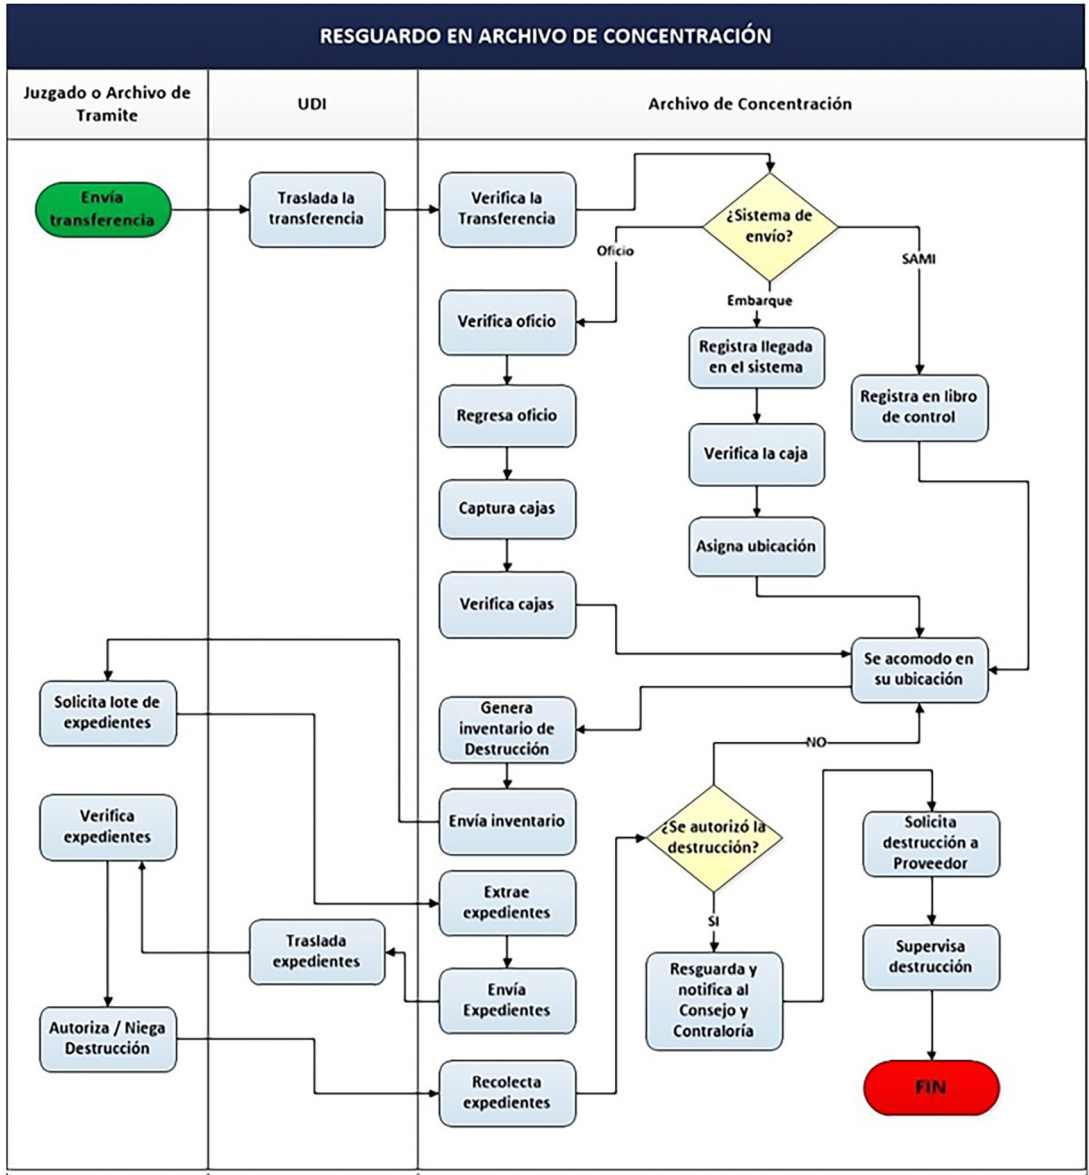 RESGUARDO EN ARCHIVO DE CONCENTRACIÓN
Juzgado o Archivo de
Tramite
UDI
Archivo de Concentración
Envía
transferencia
Traslada la
transferencia
Verifica la
Transferencia
¿Sistema de
envío?
Oficio
Embarque
SAMI
Verifica oficio
Regresa oficio
Captura cajas
Verifica cajas
Registra llegada
en el sistema
Verifica la caja
Asigna ubicación
Registra en libro
de control
Se acomodo en
su ubicación
Genera
inventario de
Destrucción
Envía inventario
Solicita lote de
expedientes
Extrae
expedientes
Envía
Expedientes
Traslada
expedientes
Verifica
expedientes
Autoriza / Niega
Destrucción
Recolecta
expedientes
¿Se autorizó la
destrucción?
NO
SI
Resguarda y
notifica al
Consejo y
Contraloría
Solicita
destrucción a
Proveedor
Supervisa
destrucción
FIN